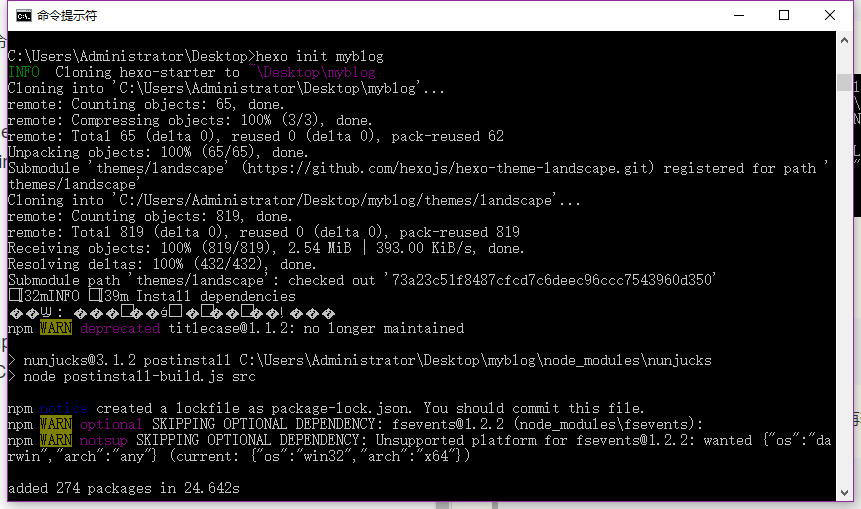 命令提示符
C:\Users\Administrator\Desktop>hexo init myblog
INFO  Cloning hexo-starter to ~\Desktop\myblog
Cloning into 'C:\Users\Administrator\Desktop\myblog'...
remote: Counting objects: 65, done.
remote: Compressing objects: 100% (3/3), done.
remote: Total 65 (delta 0), reused 0 (delta 0), pack-reused 62
Unpacking objects: 100% (65/65), done.
Submodule 'themes/landscape' (https://github.com/hexojs/hexo-theme-landscape.git) registered for path '
themes/landscape'
Cloning into 'C:/Users/Administrator/Desktop/myblog/themes/landscape'...
remote: Counting objects: 819, done.
remote: Total 819 (delta 0), reused 0 (delta 0), pack-reused 819
Receiving objects: 100% (819/819), 2.54 MiB | 393.00 KiB/s, done.
Resolving deltas: 100% (432/432), done.
Submodule path 'themes/landscape': checked out '73a23c51f8487cfcd7c6deec96ccc7543960d350'
[32mINFO [39m Install dependencies
npm WARN deprecated titlecase@1.1.2: no longer maintained
> nunjucks@3.1.2 postinstall C:\Users\Administrator\Desktop\myblog\node_modules\nunjucks
> node postinstall-build.js src
npm notice created a lockfile as package-lock.json. You should commit this file.
npm WARN optional SKIPPING OPTIONAL DEPENDENCY: fsevents@1.2.2 (node_modules\fsevents):
npm WARN notsup SKIPPING OPTIONAL DEPENDENCY: Unsupported platform for fsevents@1.2.2: wanted {"os":"da
rwin","arch":"any"} (current: {"os":"win32","arch":"x64"})
added 274 packages in 24.642s